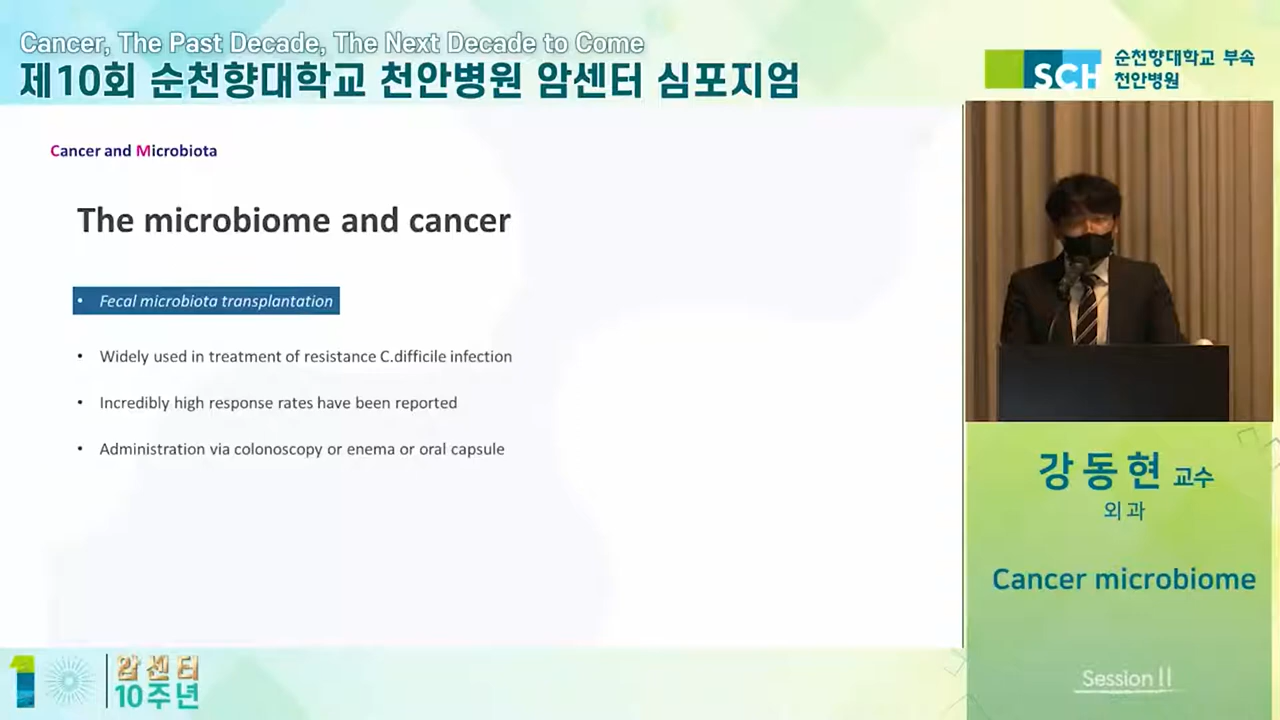 Cancer, The Past Decade, The Next Decade to Come
제10회 순천향대학교 천안병원 암센터 심포지엄
SCH
순천향대학교 부속
천안병원
Cancer and Microbiota
The microbiome and cancer
• Fecal microbiota transplantation
• Widely used in treatment of resistance C.difficile infection
• Incredibly high response rates have been reported
• Administration via colonoscopy or enema or oral capsule
강동현 교수
외과
Cancer microbiome
Session II
암센터
10주년